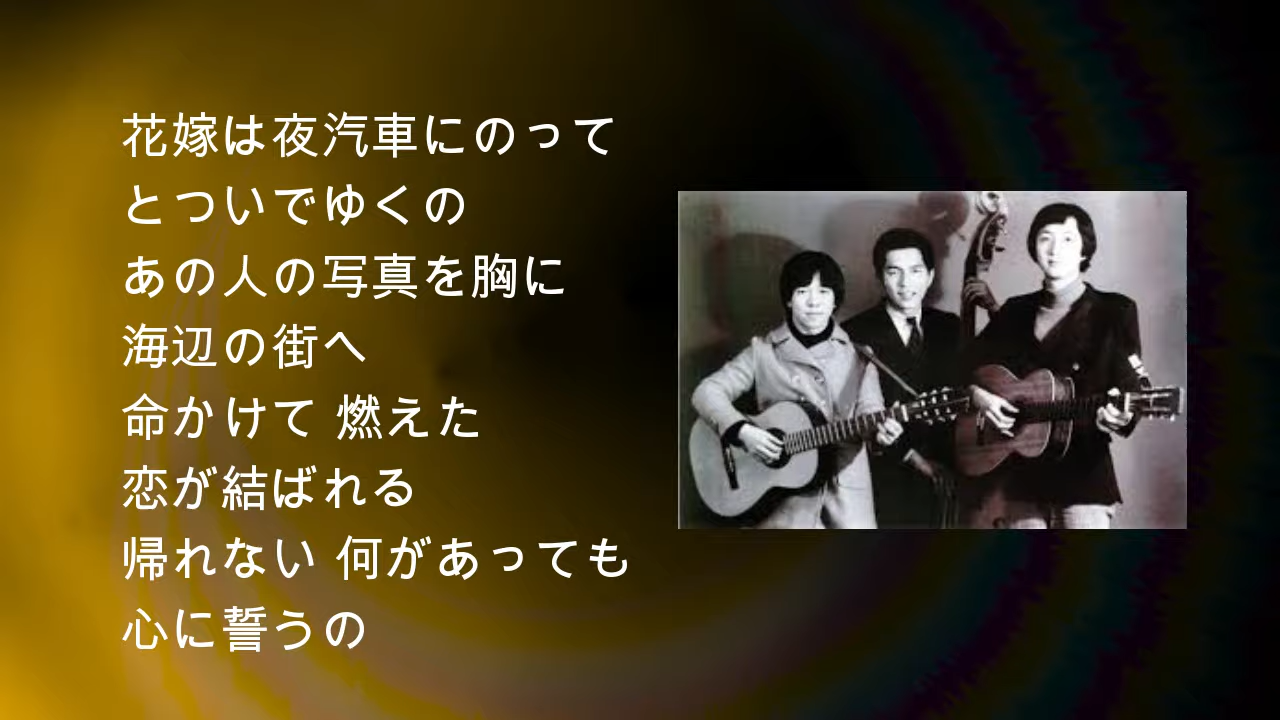 花嫁は夜汽車にのって
とついでゆくの
あの人の写真を胸に
海辺の街へ
命かけて 燃えた
恋が結ばれる
帰れない 何があっても
心に誓うの